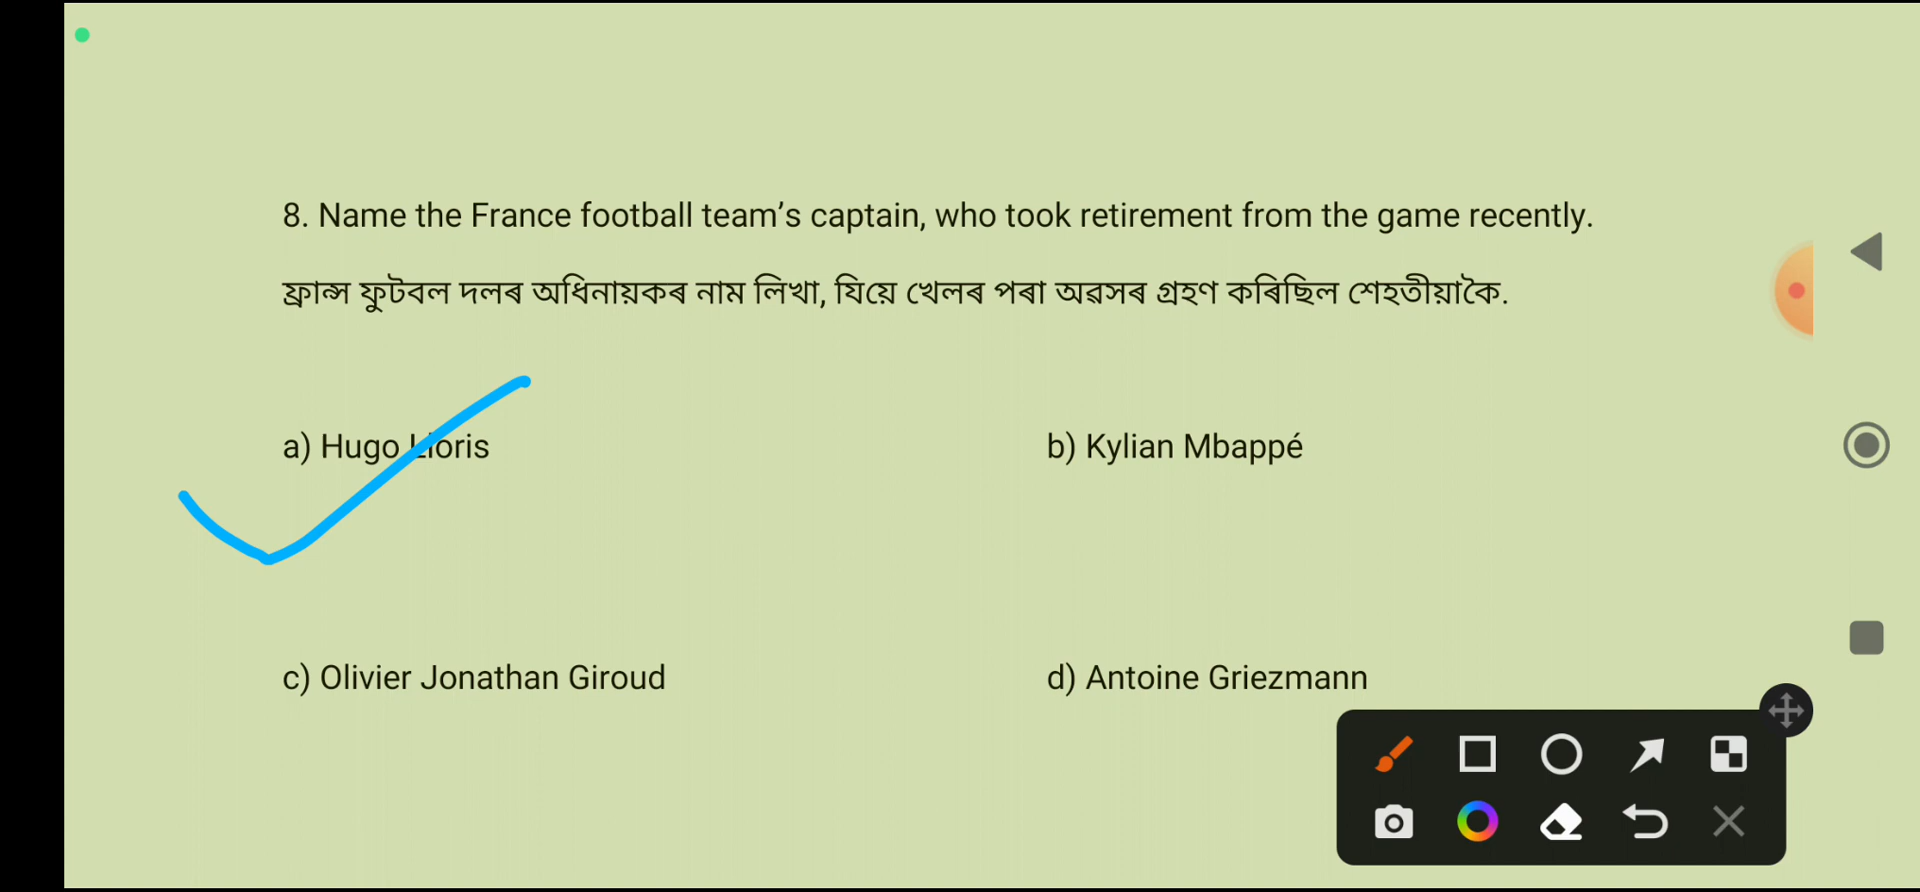 8. Name the France football team’s captain, who took retirement from the game recently.
ফ্ৰান্স ফুটবল দলৰ অধিনায়কৰ নাম লিখা, যিয়ে খেলৰ পৰা অৱসৰ গ্ৰহণ কৰিছিল শেহতীয়াকৈ.
a) Hugo Lloris
b) Kylian Mbappé
c) Olivier Jonathan Giroud
d) Antoine Griezmann